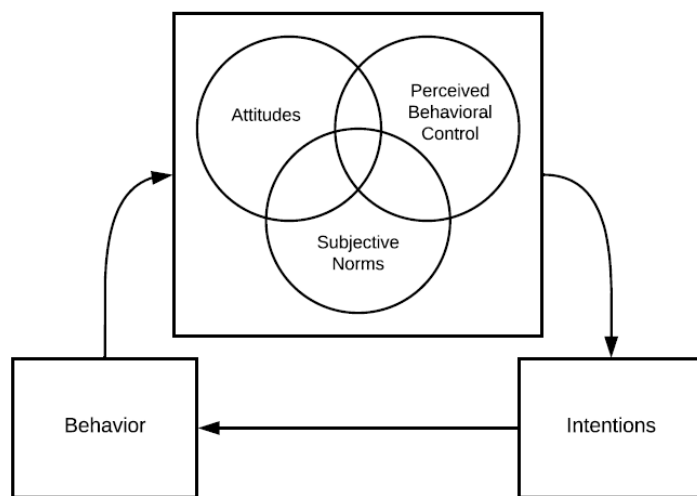 Attitudes
Perceived
Behavioral
Control
Subjective
Norms
Behavior
Intentions